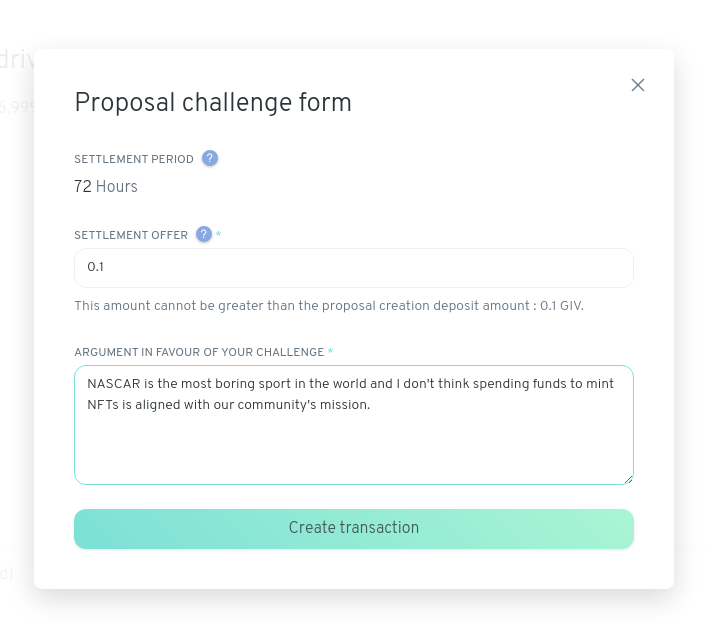 driv
6,999
Proposal challenge form
SETTLEMENT PERIOD ?
72 Hours
SETTLEMENT OFFER ? *
0.1
This amount cannot be greater than the proposal creation deposit amount : 0.1 GIV.
ARGUMENT IN FAVOUR OF YOUR CHALLENGE *
NASCAR is the most boring sport in the world and I don't think spending funds to mint
NFTs is aligned with our community's mission.
Create transaction